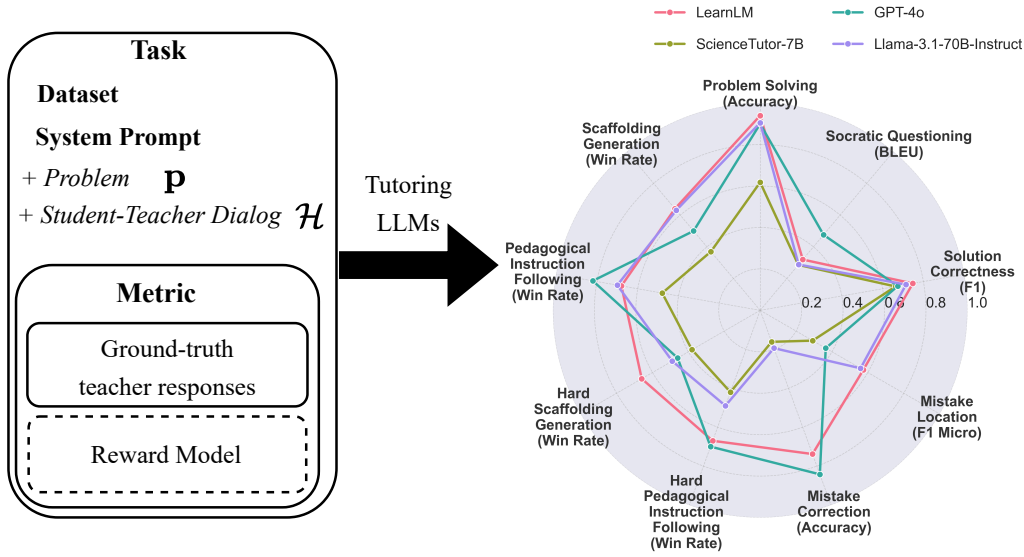 Task
Dataset
System Prompt
+ Problem p
+ Student-Teacher Dialog ℋ
Metric
Ground-truth
teacher responses
Reward Model
Tutoring
LLMs
LearnLM
GPT-4o
ScienceTutor-7B
Llama-3.1-70B-Instruct
Problem Solving
(Accuracy)
Socratic Questioning
(BLEU)
Solution
Correctness
(F1)
Mistake
Location
(F1 Micro)
Mistake
Correction
(Accuracy)
Hard
Pedagogical
Instruction
Following
(Win Rate)
Hard
Scaffolding
Generation
(Win Rate)
Pedagogical
Instruction
Following
(Win Rate)
Scaffolding
Generation
(Win Rate)
0.2 0.4 0.6 0.8 1.0